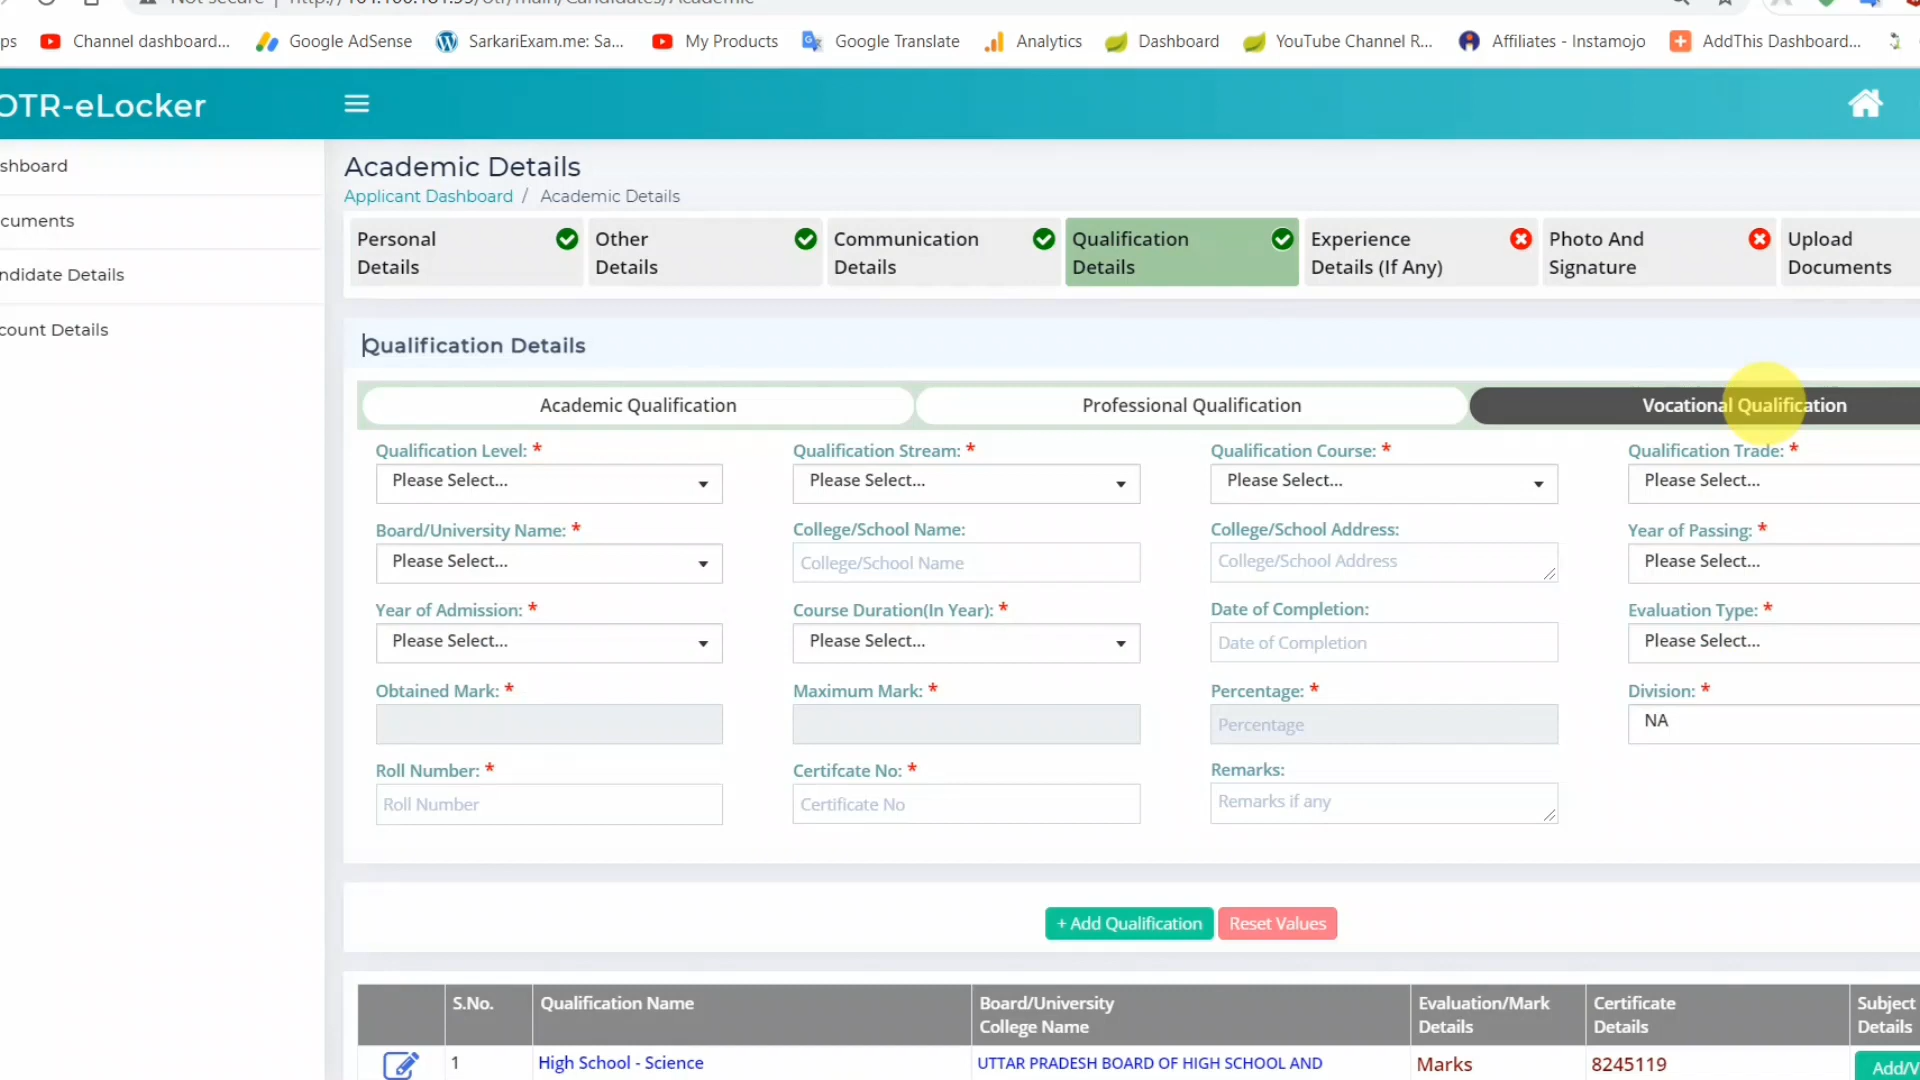 Channel dashboard... Google AdSense SarkariExam.me: Sa... My Products Google Translate Analytics Dashboard YouTube Channel R... Affiliates - Instamojo AddThis Dashboard...
OTR-eLocker
shboard
cuments
ndidate Details
count Details
Academic Details
Applicant Dashboard / Academic Details
Personal
Details
Other
Details
Communication
Details
Qualification
Details
Experience
Details (If Any)
Photo And
Signature
Upload
Documents
Qualification Details
Academic Qualification Professional Qualification Vocational Qualification
Qualification Level: * Qualification Stream: * Qualification Course: * Qualification Trade: *
Please Select... Please Select... Please Select... Please Select...
Board/University Name: * College/School Name: College/School Address: Year of Passing: *
Please Select... College/School Name College/School Address Please Select...
Year of Admission: * Course Duration(In Year): * Date of Completion: Evaluation Type: *
Please Select... Please Select... Date of Completion Please Select...
Obtained Mark: * Maximum Mark: * Percentage: * Division: *
Percentage NA
Roll Number: * Certifcate No: * Remarks:
Roll Number Certificate No Remarks if any
+ Add Qualification Reset Values
S.No. Qualification Name Board/University
College Name Evaluation/Mark
Details Certificate
Details Subject
Details
1 High School - Science UTTAR PRADESH BOARD OF HIGH SCHOOL AND Marks 8245119 Add/V